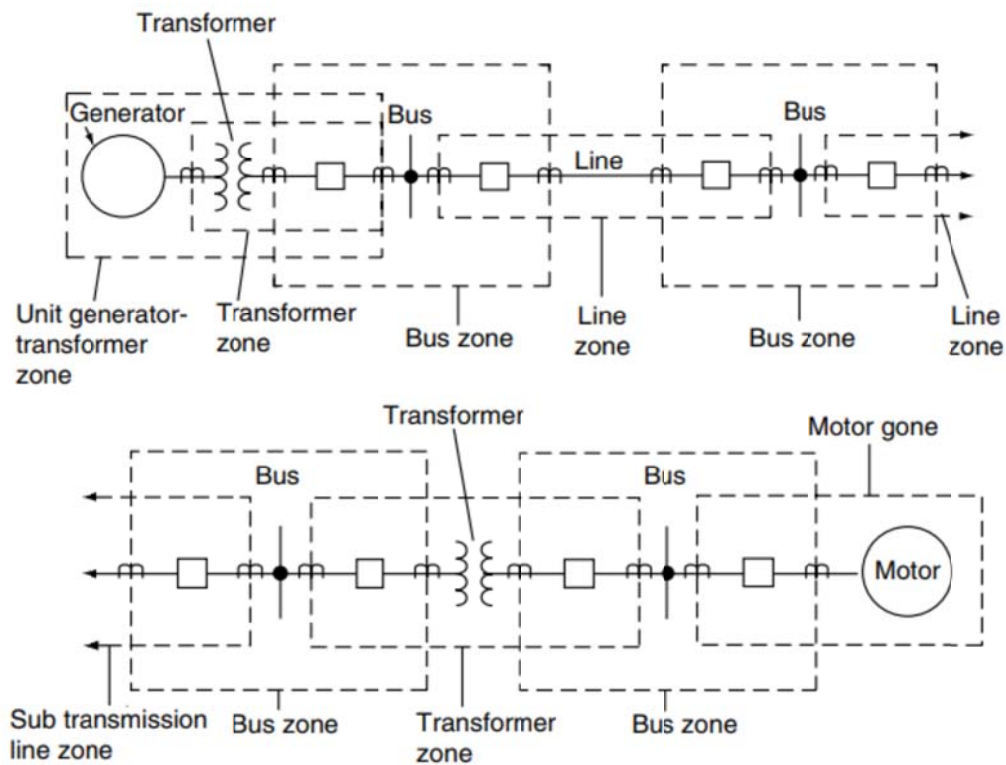 Transformer
Generator
Bus
Bus
Line
Unit generator-
transformer
zone
Transformer
zone
Bus zone
Line
zone
Bus zone
Line
zone
Transformer
Motor gone
Bus
Bus
Motor
Sub transmission
line zone
Bus zone
Transformer
zone
Bus zone